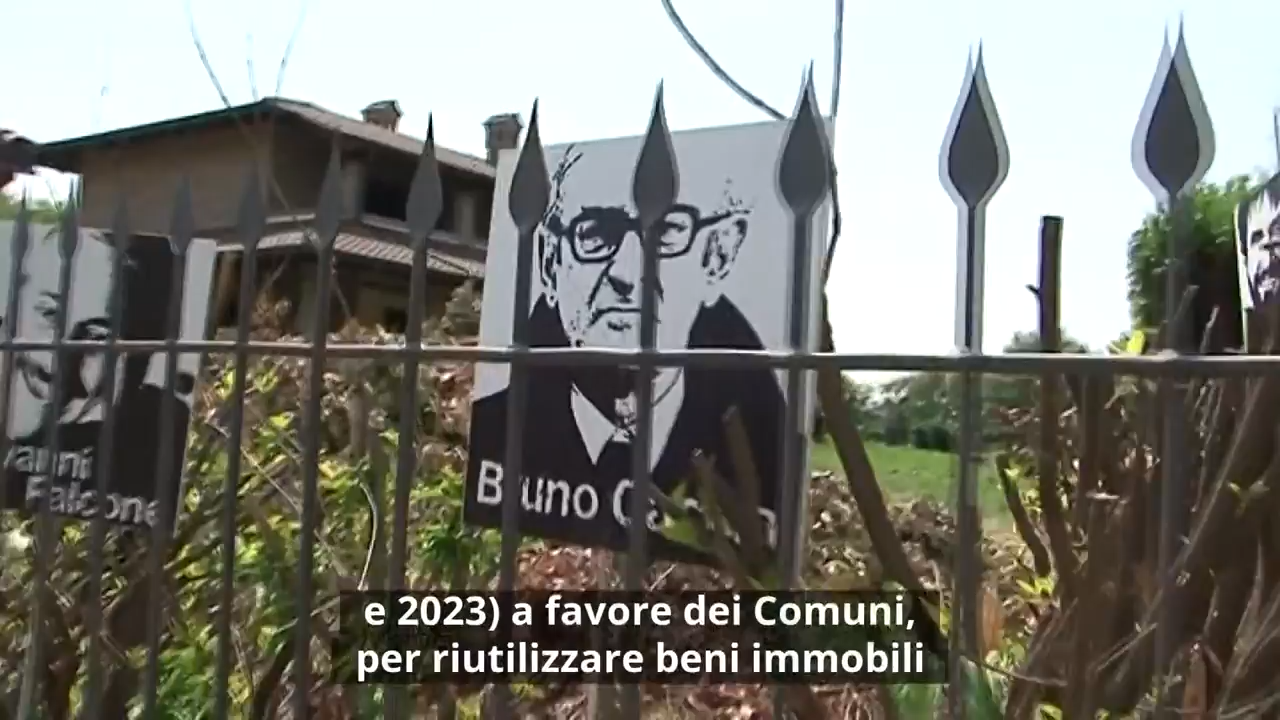 Falcone
Bruno
e 2023) a favore dei Comuni,
per riutilizzare beni immobili